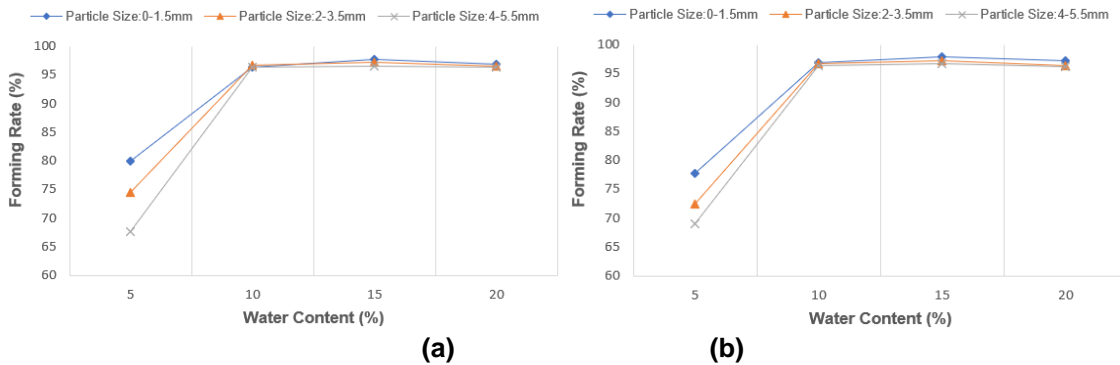 Particle Size:0-1.5mm Particle Size:2-3.5mm Particle Size:4-5.5mm
100
95
90
85
80
75
70
65
60
Forming Rate (%)
5 10 15 20
Water Content (%)
(a)
Particle Size:0-1.5mm Particle Size:2-3.5mm Particle Size:4-5.5mm
100
95
90
85
80
75
70
65
60
Forming Rate (%)
5 10 15 20
Water Content (%)
(b)